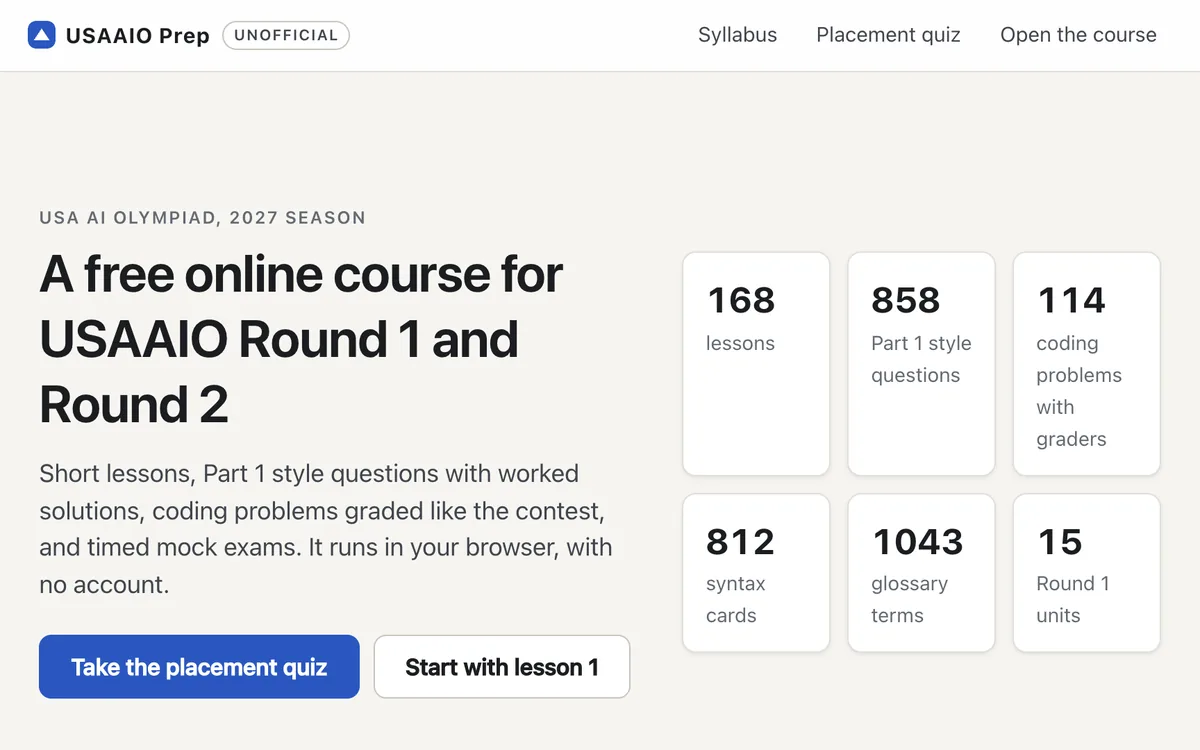 USAAIO Prep
UNOFFICIAL
Syllabus
Placement quiz
Open the course
USA AI OLYMPIAD, 2027 SEASON
A free online course for
USAAIO Round 1 and
Round 2
Short lessons, Part 1 style questions with worked
solutions, coding problems graded like the contest,
and timed mock exams. It runs in your browser, with
no account.
Take the placement quiz
Start with lesson 1
168
lessons
858
Part 1 style
questions
114
coding
problems
with
graders
812
syntax
cards
1043
glossary
terms
15
Round 1
units